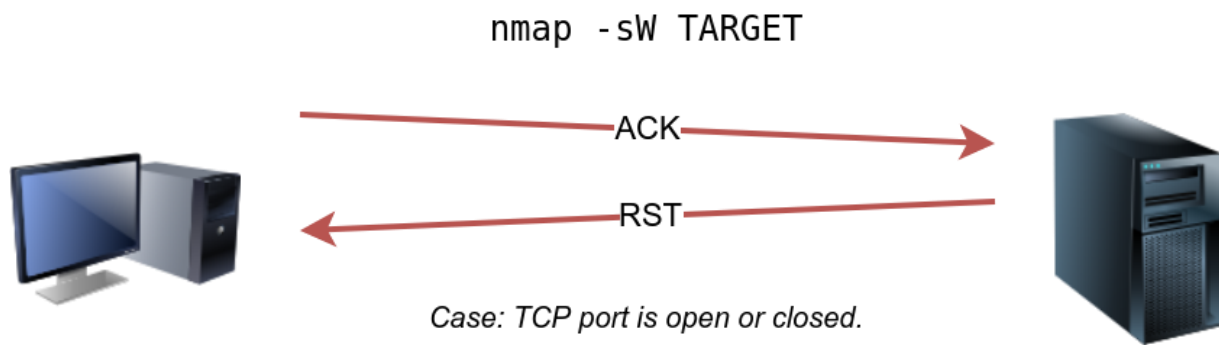 nmap -sW TARGET
ACK
RST
Case: TCP port is open or closed.